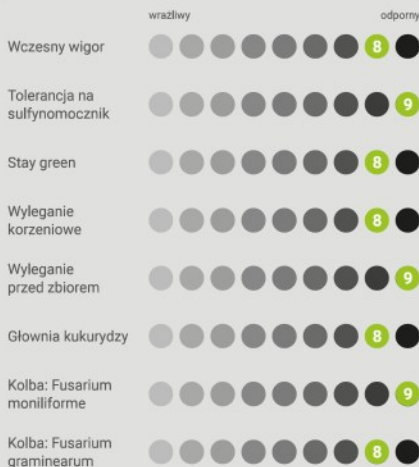 wrażliwy odporny
Wczesny wigor 8
Tolerancja na
sulfynomocznik 9
Stay green 8
Wyleganie
korzeniowe 8
Wyleganie
przed zbiorem 9
Głownia kukurydzy 8
Kolba: Fusarium
moniliforme 9
Kolba: Fusarium
graminearum 8